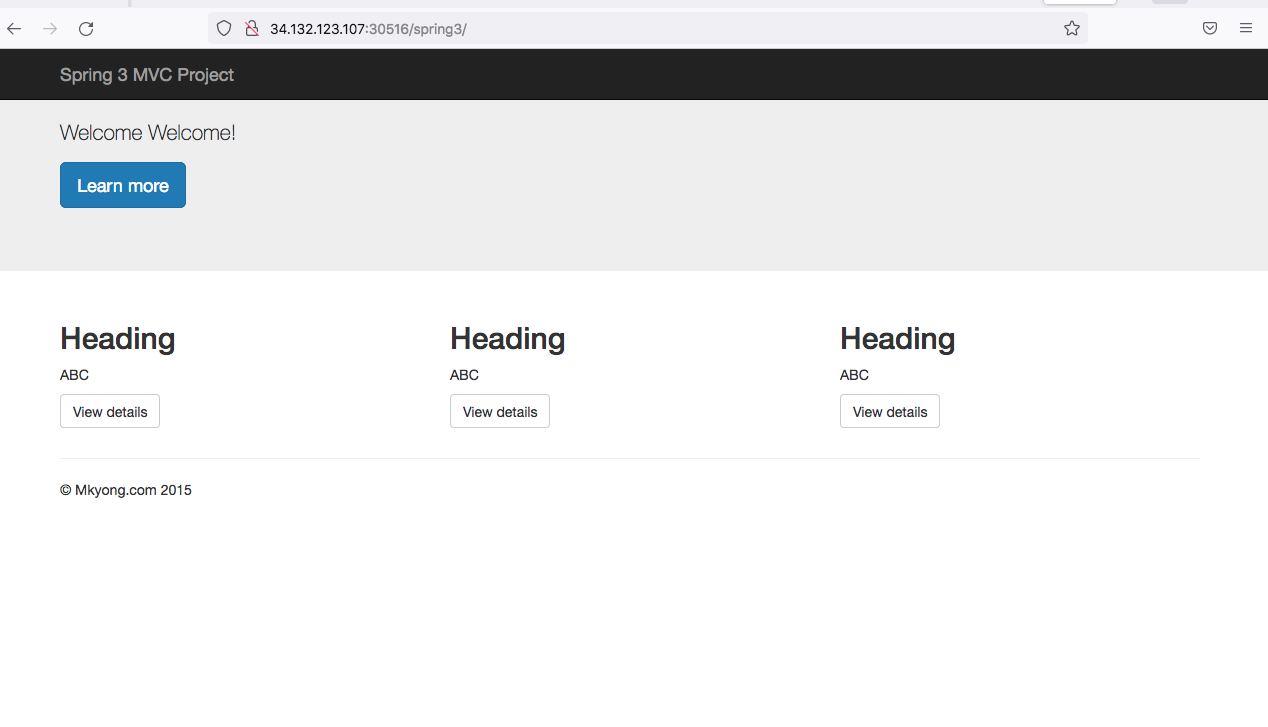 34.132.123.107:30516/spring3/
Spring 3 MVC Project
Welcome Welcome!
Learn more
Heading Heading Heading
ABC ABC ABC
View details View details View details
© Mkyong.com 2015